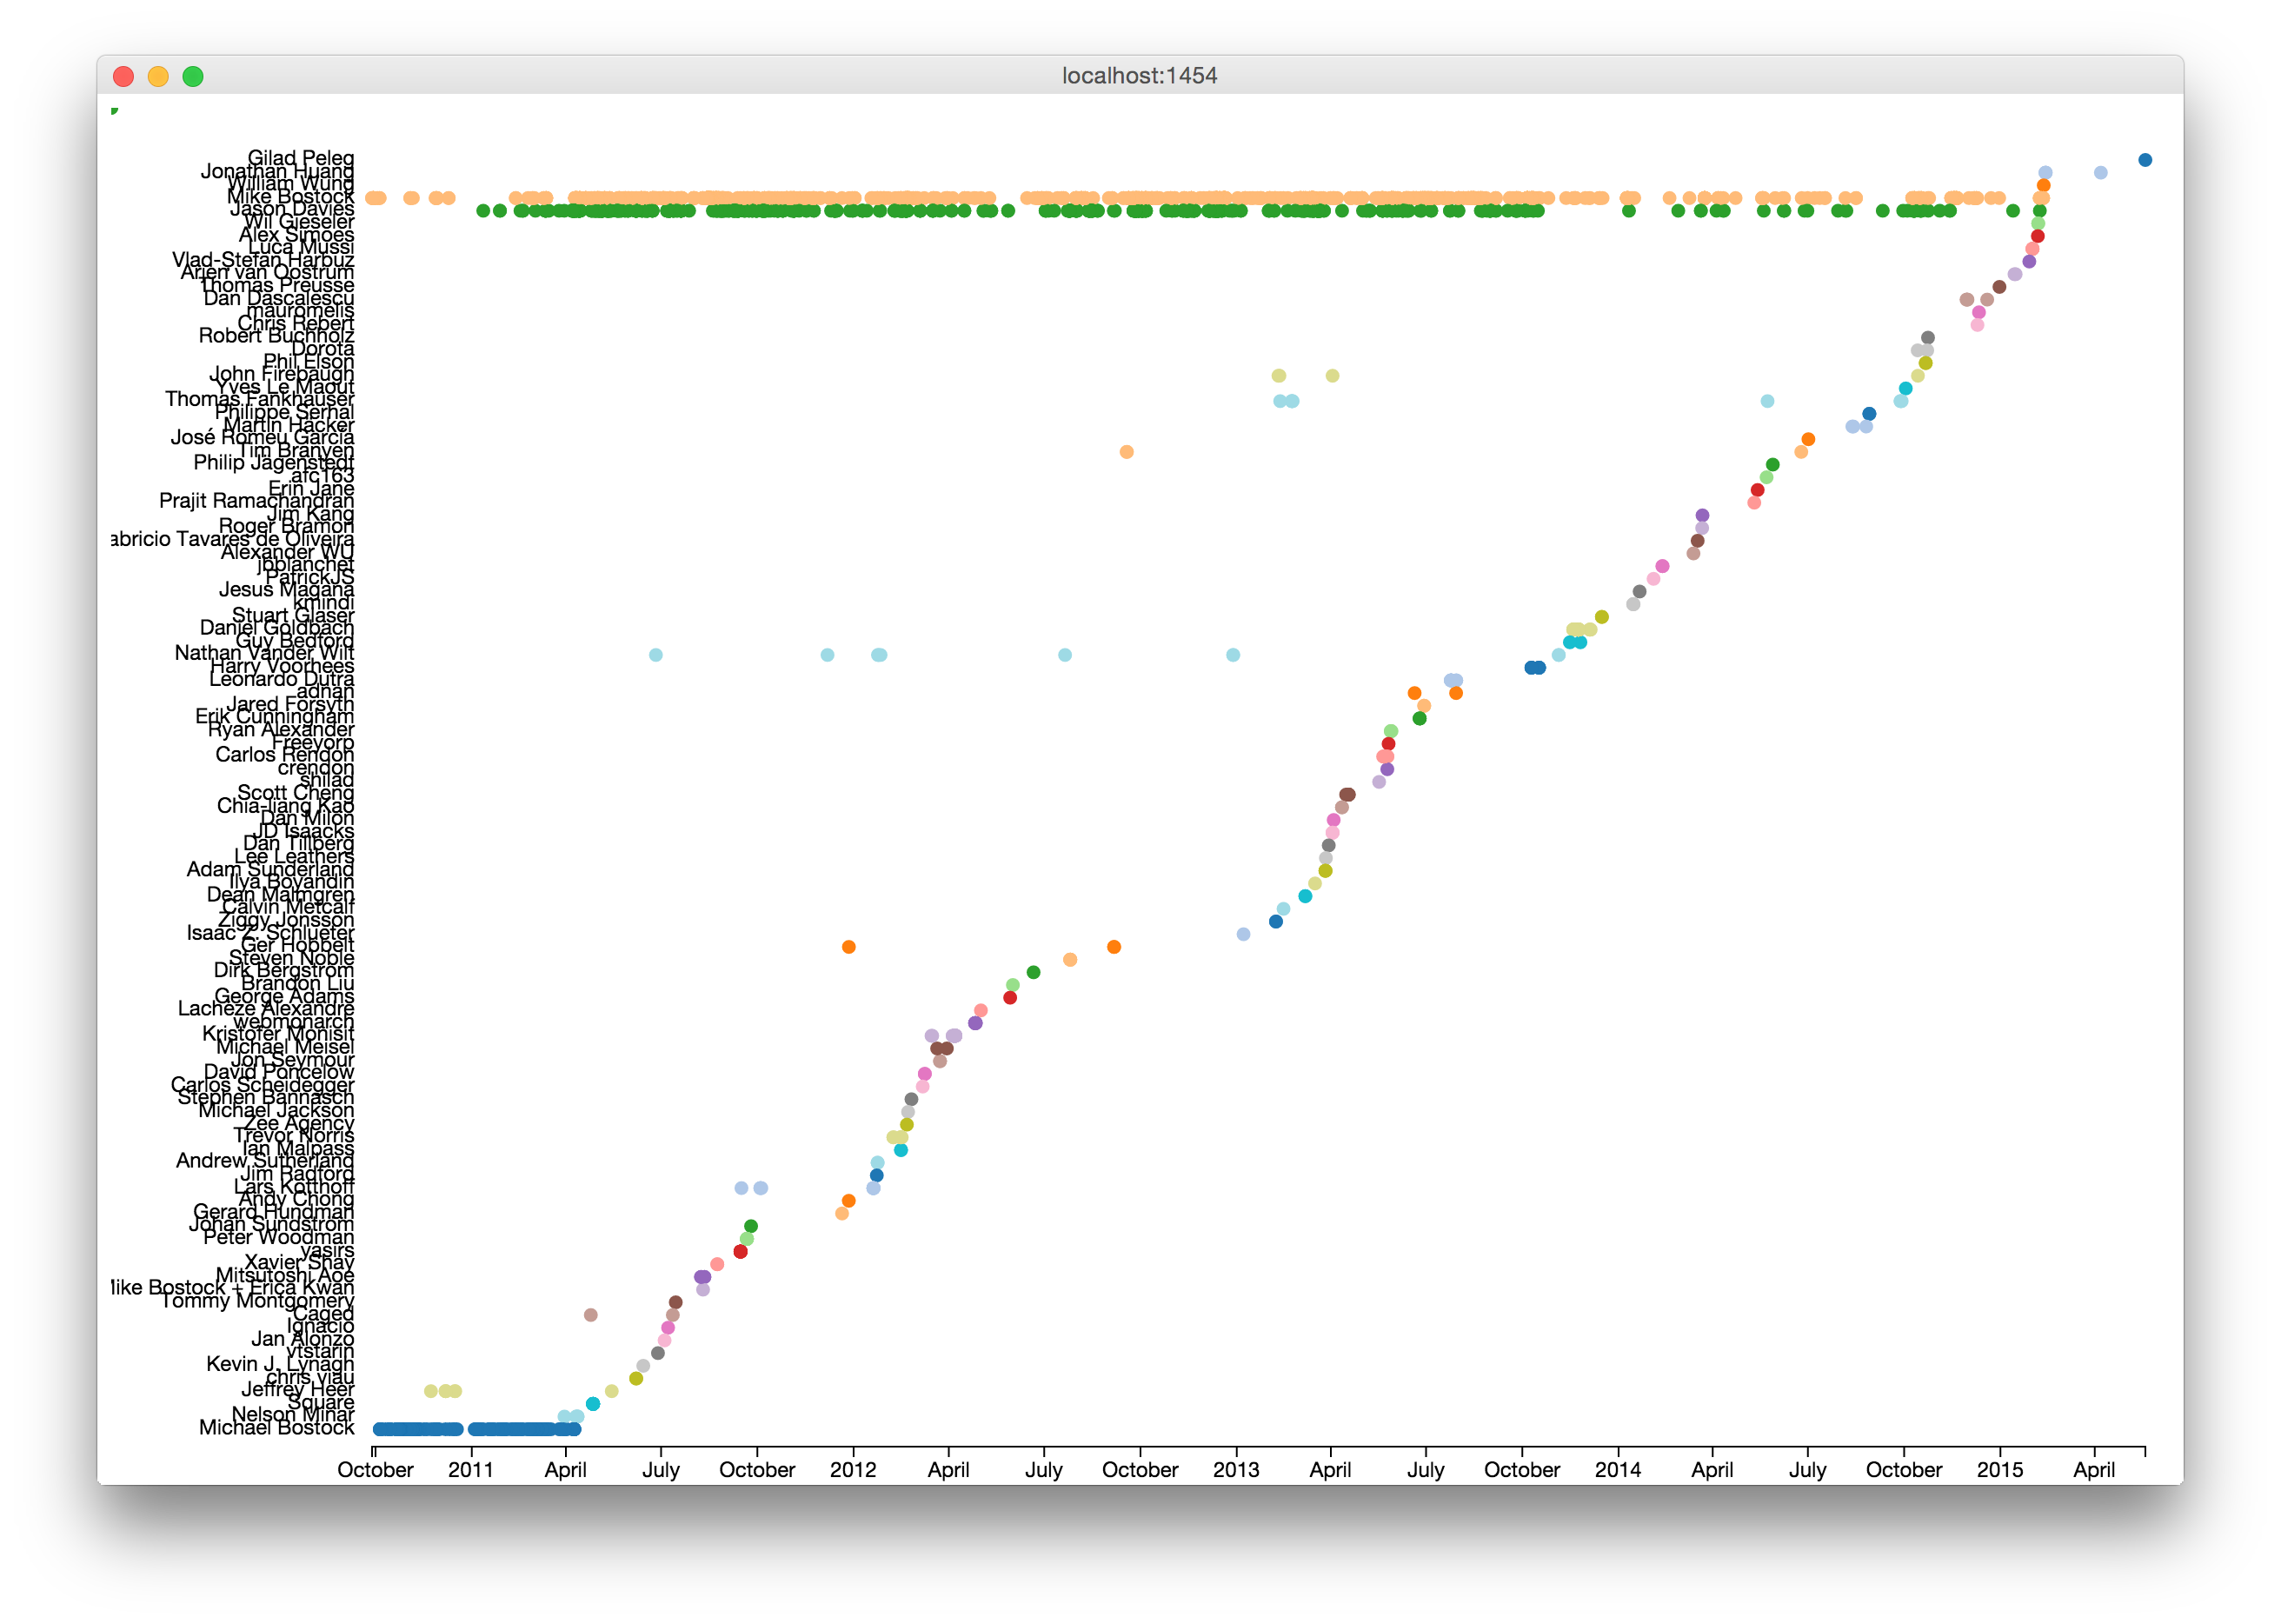 localhost:1454
Gilad Peleg
Jonathan Huang
William Wung
Mike Bostock
Jason Davies
Wil Gieseler
Alex Simoes
Luca Mussi
Vlad-Stefan Harbuz
Arjen van Oostrum
Thomas Preusse
Dan Dascalescu
mauromelis
Chris Rebert
Robert Buchholz
Dorota
Phil Elson
John Firebaugh
Yves Le Maout
Thomas Fankhauser
Philippe Serhal
Martin Häcker
José Romeu García
Tim Branyen
Philip Jägenstedt
afc163
Erin Jane
Prajit Ramachandran
Jim Kang
Roger Bramon
abricio Tavares de Oliveira
Alexander WU
jbblanchet
PatrickJS
Jesus Magana
kmindi
Stuart Glaser
Daniel Goldbach
Guy Bedford
Nathan Vander Wilt
Harry Voorhees
Leonardo Dutra
adnan
Jared Forsyth
Erik Cunningham
Ryan Alexander
Freeyorp
Carlos Rendon
crendon
shilad
Scott Cheng
Chia-liang Kao
Dan Milon
JD Isaacks
Dan Tillberg
Lee Leathers
Adam Sunderland
Ilya Boyandin
Dean Malmgren
Calvin Metcalf
Ziggy Jonsson
Isaac Z. Schlueter
Ger Hobbelt
Steven Noble
Dirk Bergstrom
Brandon Liu
George Adams
Lachèze Alexandre
webmonarch
Kristofer Monisit
Michael Meisel
Jon Seymour
David Poncelow
Carlos Scheidegger
Stephen Bannasch
Michael Jackson
Zee Agency
Trevor Norris
Ian Malpass
Andrew Sutherland
Jim Radford
Lars Kotthoff
Andy Chong
Gerard Hundman
Johan Sundström
Peter Woodman
yasirs
Xavier Shay
Mitsutoshi Aoe
Mike Bostock + Erica Kwan
Tommy Montgomery
Caged
Ignacio
Jan Alonzo
vtstarin
Kevin J. Lynagh
chris viau
Jeffrey Heer
Square
Nelson Minar
Michael Bostock
October 2011 April July October 2012 April July October 2013 April July October 2014 April July October 2015 April